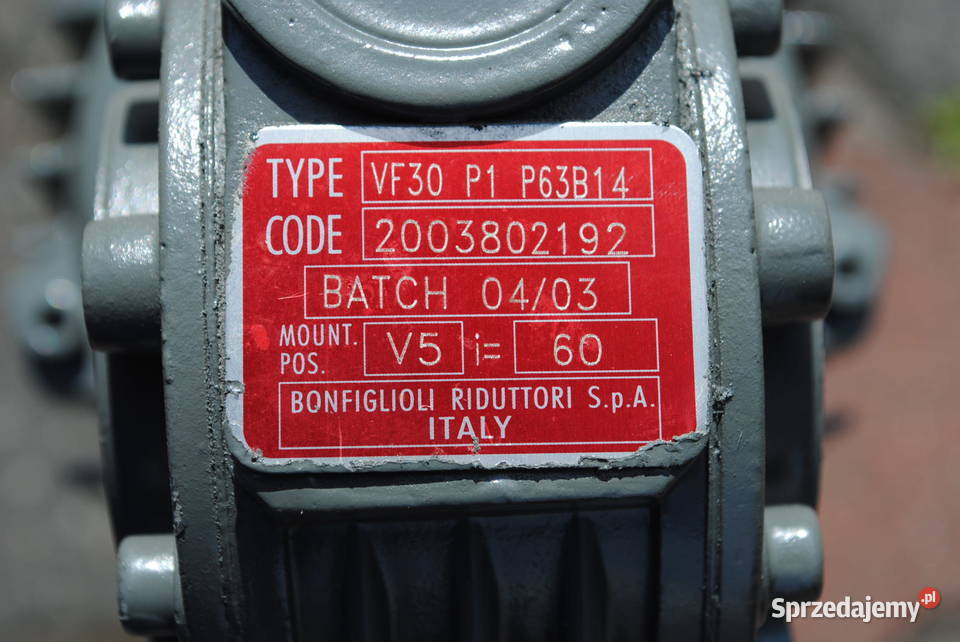 TYPE VF30 P1 P63B14
CODE 2003802192
BATCH 04/03
MOUNT. POS. V5 i= 60
BONFIGLIOLI RIDUTTORI S.p.A.
ITALY
Sprzedajemy.pl